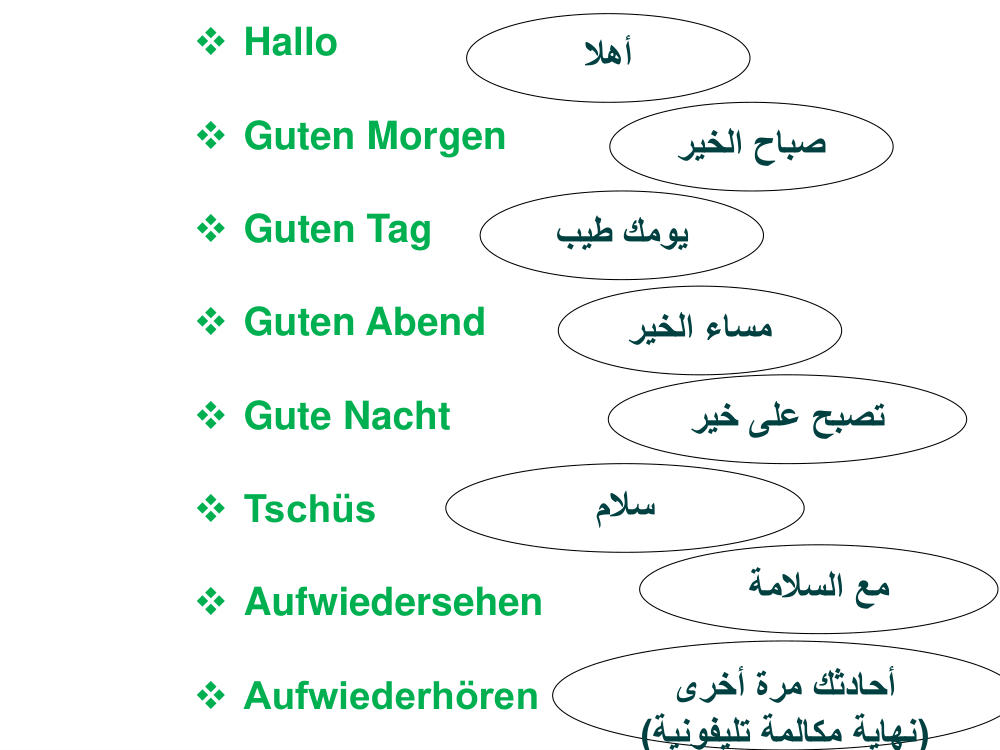 Hallo
أهلا
Guten Morgen
صباح الخير
Guten Tag
يومك طيب
Guten Abend
مساء الخير
Gute Nacht
تصبح على خير
Tschüs
سلام
Aufwiedersehen
مع السلامة
Aufwiederhören
أحادثك مرة أخرى
(نهاية مكالمة تليفونية)